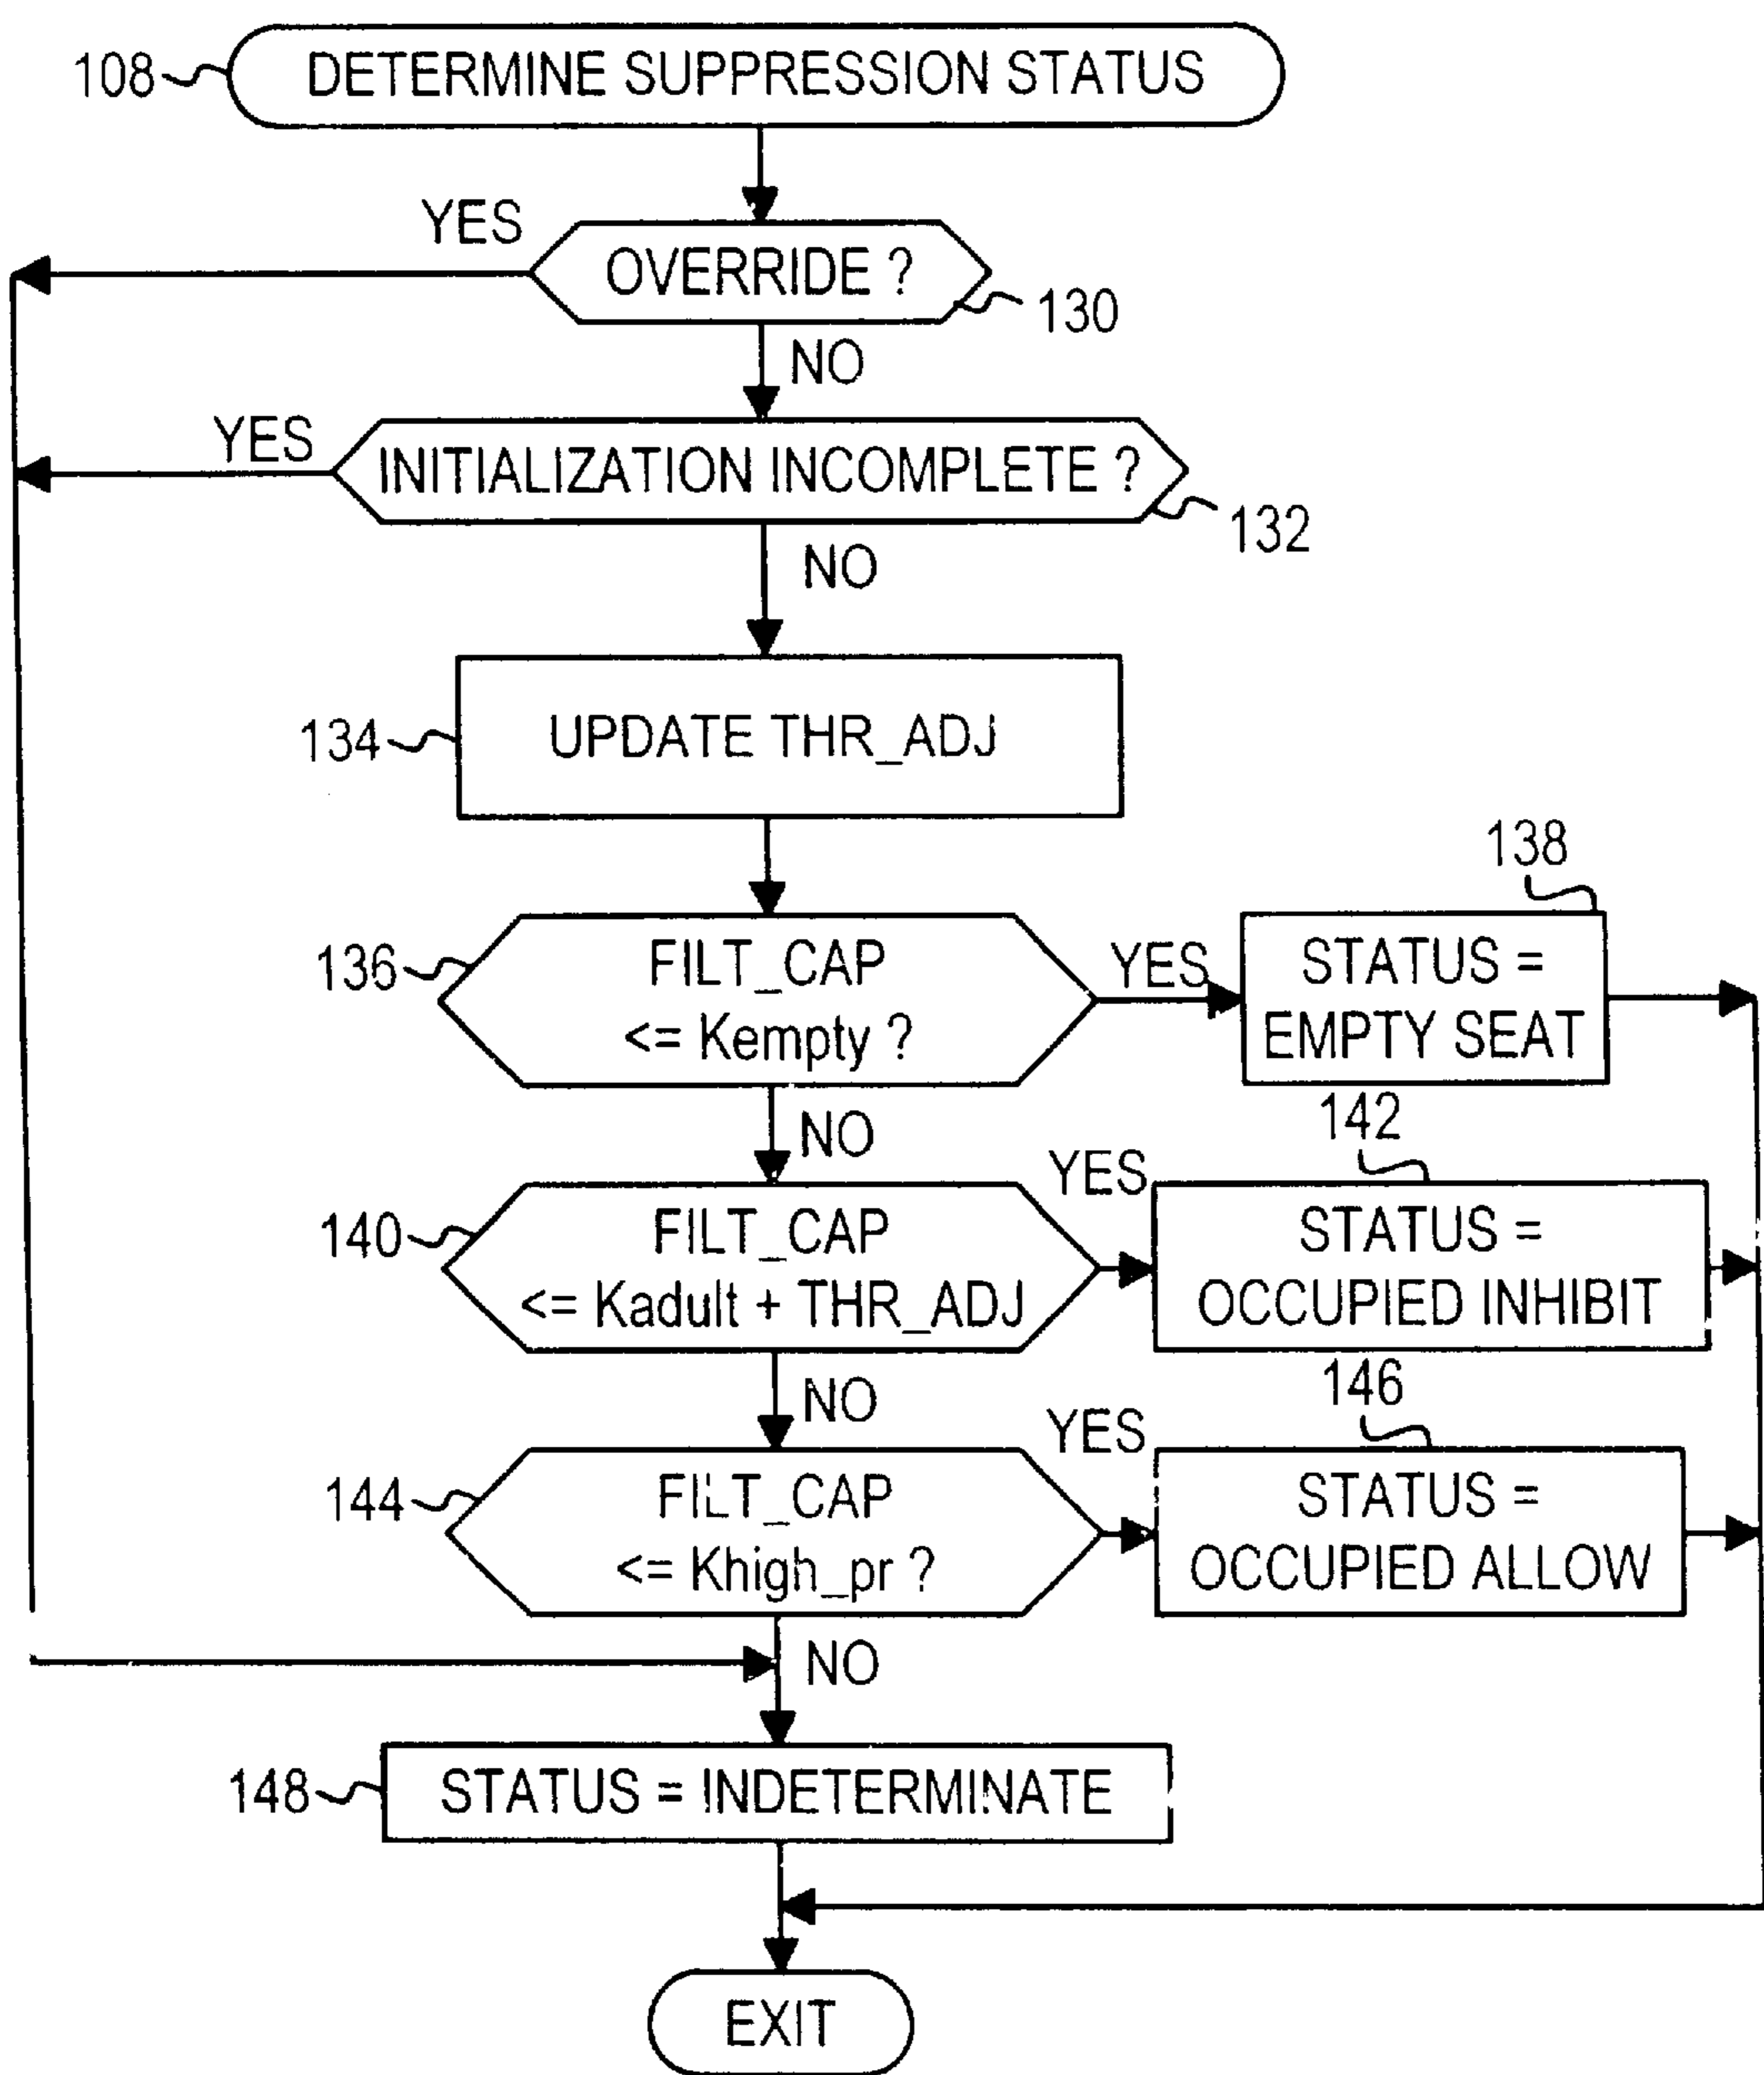 108
DETERMINE SUPPRESSION STATUS
YES
OVERRIDE ?
130
NO
YES
INITIALIZATION INCOMPLETE ?
132
NO
134
UPDATE THR_ADJ
138
136
FILT_CAP
<= Kempty ?
YES
STATUS =
EMPTY SEAT
NO
142
140
FILT_CAP
<= Kadult + THR_ADJ
YES
STATUS =
OCCUPIED INHIBIT
NO
146
144
FILT_CAP
<= Khigh_pr ?
YES
STATUS =
OCCUPIED ALLOW
NO
148
STATUS = INDETERMINATE
EXIT